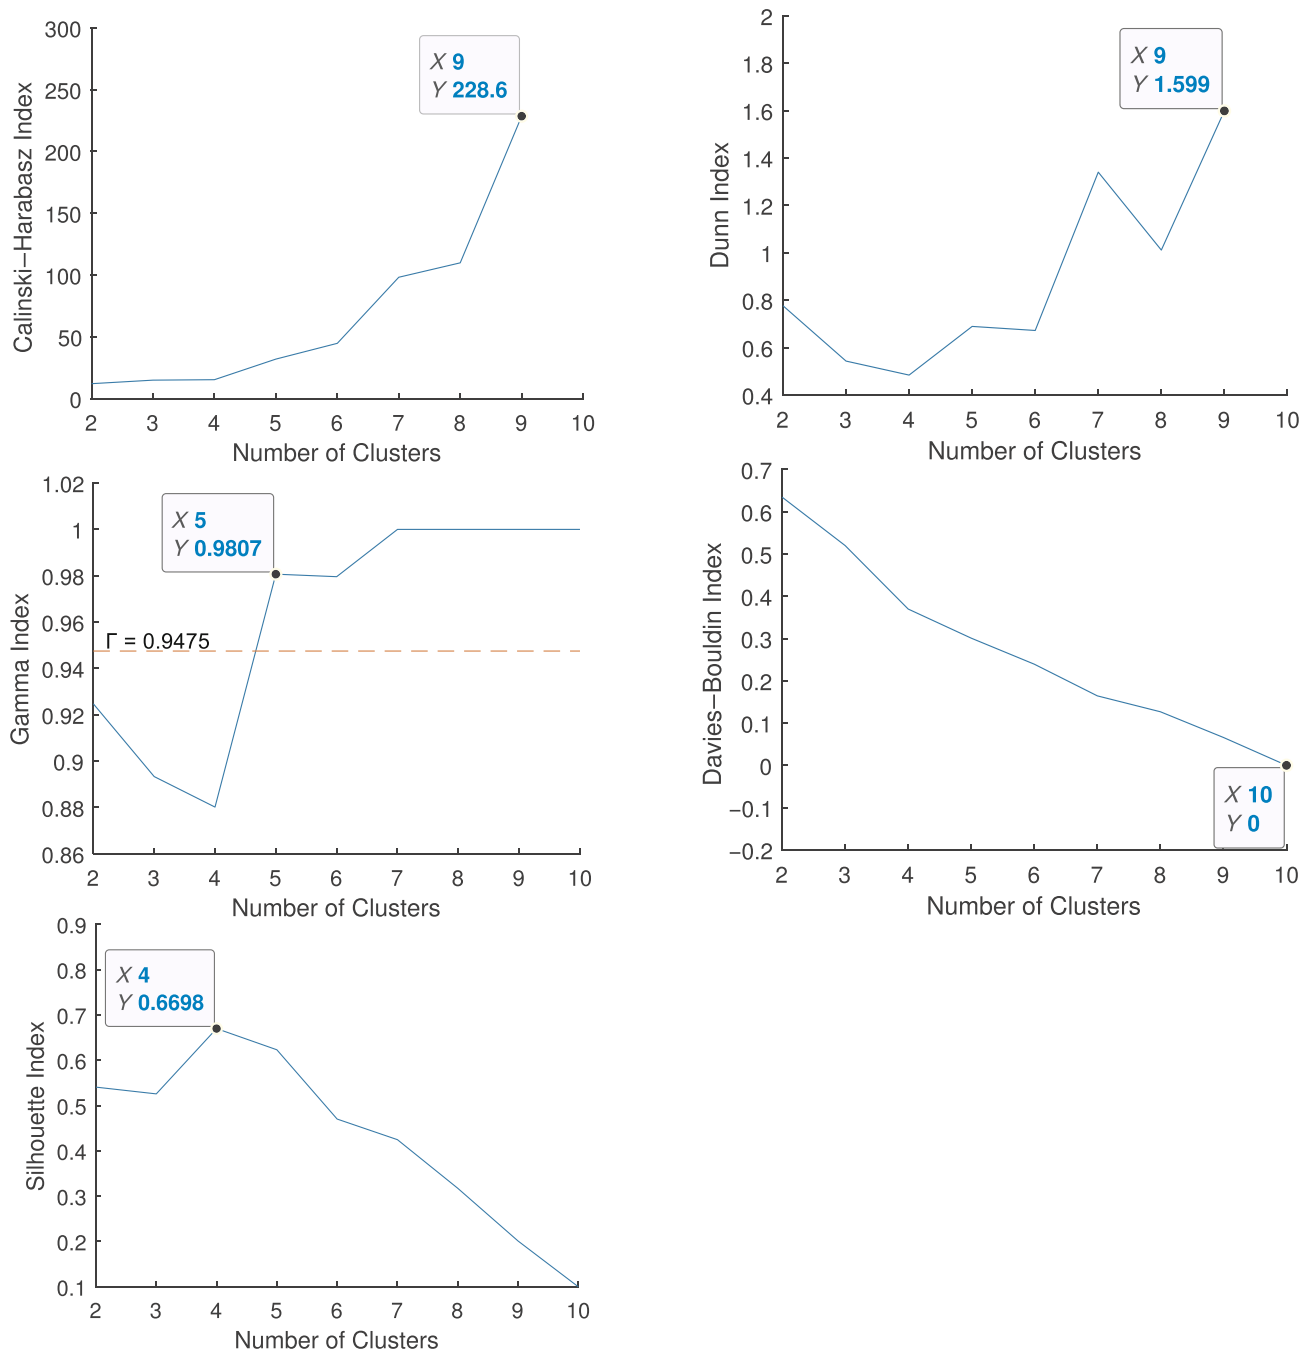 300
250
200
150
100
50
0
Calinski−Harabasz Index
X 9
Y 228.6
2 3 4 5 6 7 8 9 10
Number of Clusters
2
1.8
1.6
1.4
1.2
1
0.8
0.6
0.4
Dunn Index
X 9
Y 1.599
2 3 4 5 6 7 8 9 10
Number of Clusters
1.02
1
0.98
0.96
0.94
0.92
0.9
0.88
0.86
Gamma Index
X 5
Y 0.9807
Γ = 0.9475
2 3 4 5 6 7 8 9 10
Number of Clusters
0.7
0.6
0.5
0.4
0.3
0.2
0.1
0
−0.1
−0.2
Davies−Bouldin Index
X 10
Y 0
2 3 4 5 6 7 8 9 10
Number of Clusters
0.9
0.8
0.7
0.6
0.5
0.4
0.3
0.2
0.1
Silhouette Index
X 4
Y 0.6698
2 3 4 5 6 7 8 9 10
Number of Clusters